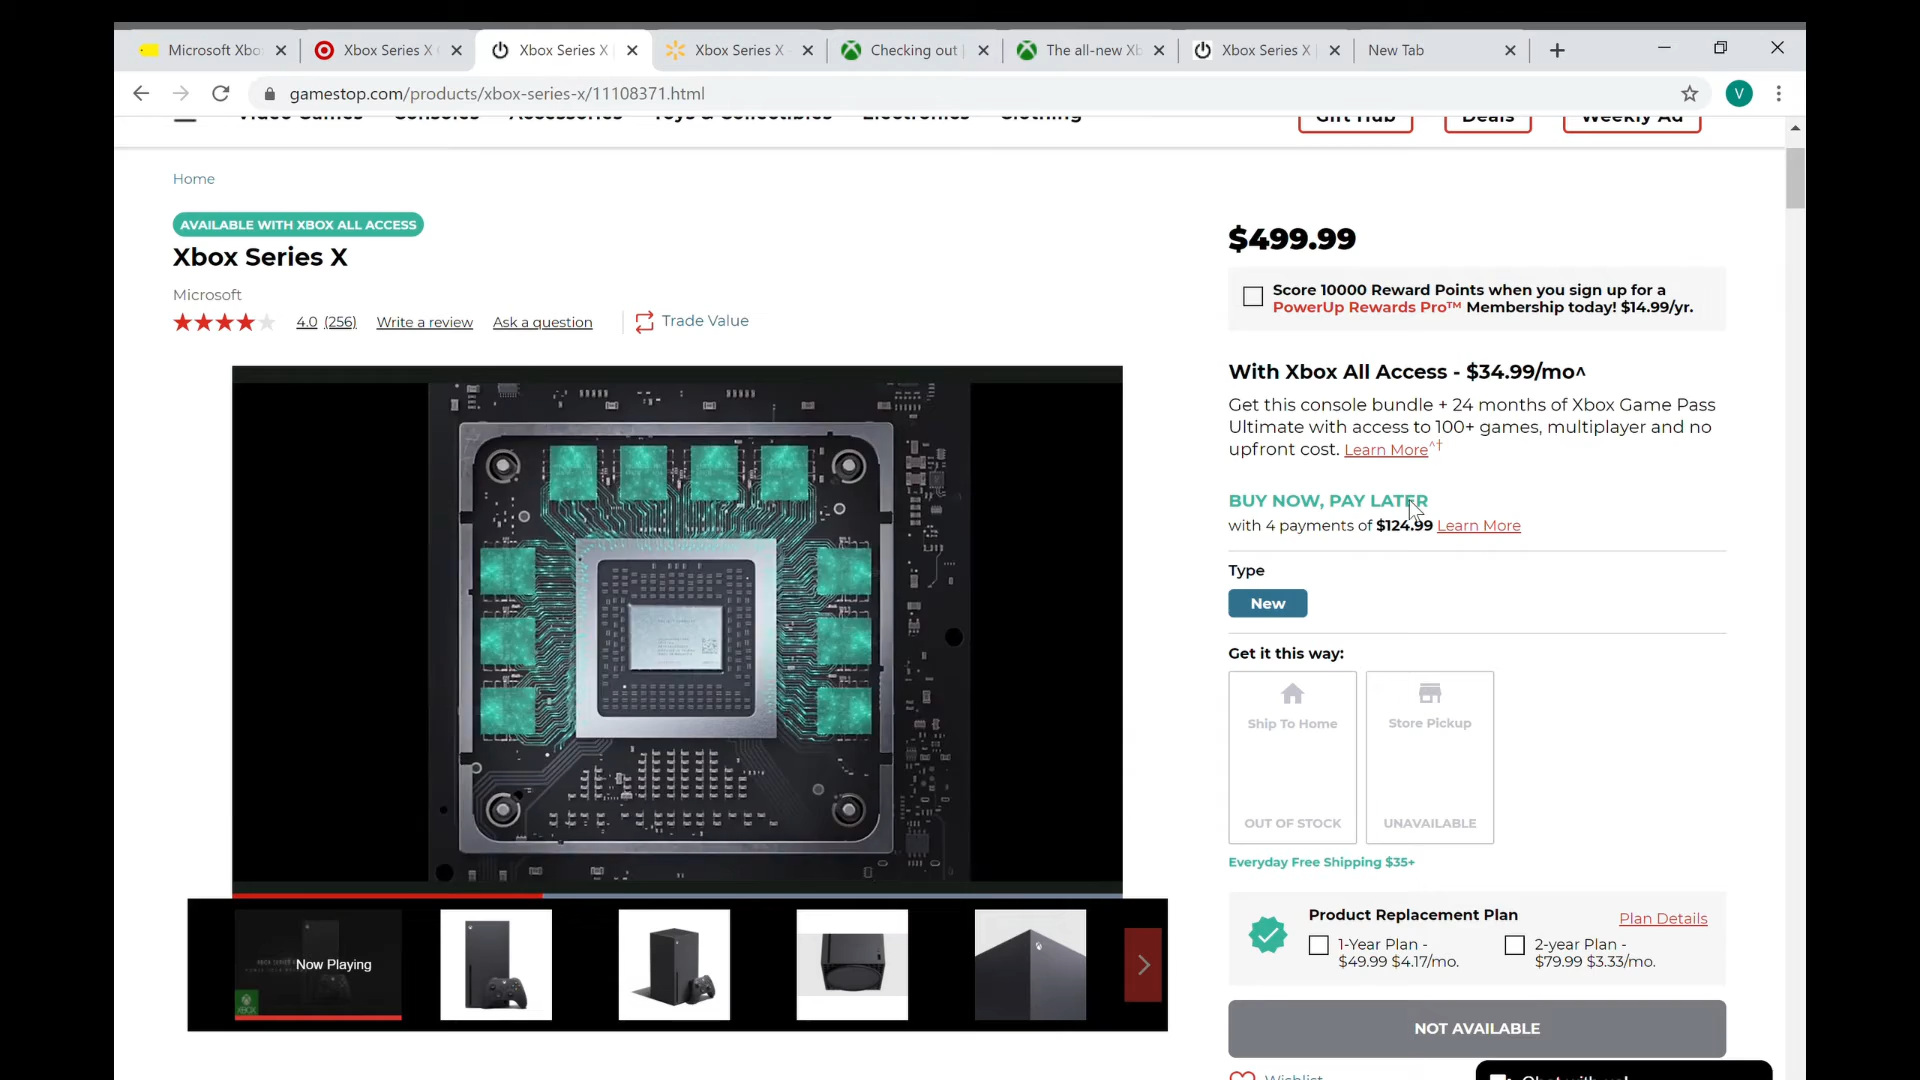 Microsoft Xbo
Xbox Series X
Xbox Series X
Xbox Series X
Checking out
The all-new Xb
Xbox Series X
New Tab
gamestop.com/products/xbox-series-x/11108371.html
V
Video Games
Consoles
Accessories
Toys & Collectibles
Electronics
Clothing
Gift Hub
Deals
Weekly Ad
Home
AVAILABLE WITH XBOX ALL ACCESS
Xbox Series X
Microsoft
4.0 (256) Write a review Ask a question Trade Value
Now Playing
XBOX
$499.99
Score 10000 Reward Points when you sign up for a
PowerUp Rewards Pro™ Membership today! $14.99/yr.
With Xbox All Access - $34.99/mo^
Get this console bundle + 24 months of Xbox Game Pass
Ultimate with access to 100+ games, multiplayer and no
upfront cost. Learn More^†
BUY NOW, PAY LATER
with 4 payments of $124.99 Learn More
Type
New
Get it this way:
Ship To Home
OUT OF STOCK
Store Pickup
UNAVAILABLE
Everyday Free Shipping $35+
Product Replacement Plan
Plan Details
1-Year Plan -
$49.99 $4.17/mo.
2-year Plan -
$79.99 $3.33/mo.
NOT AVAILABLE
Wishlist
Chat with us!